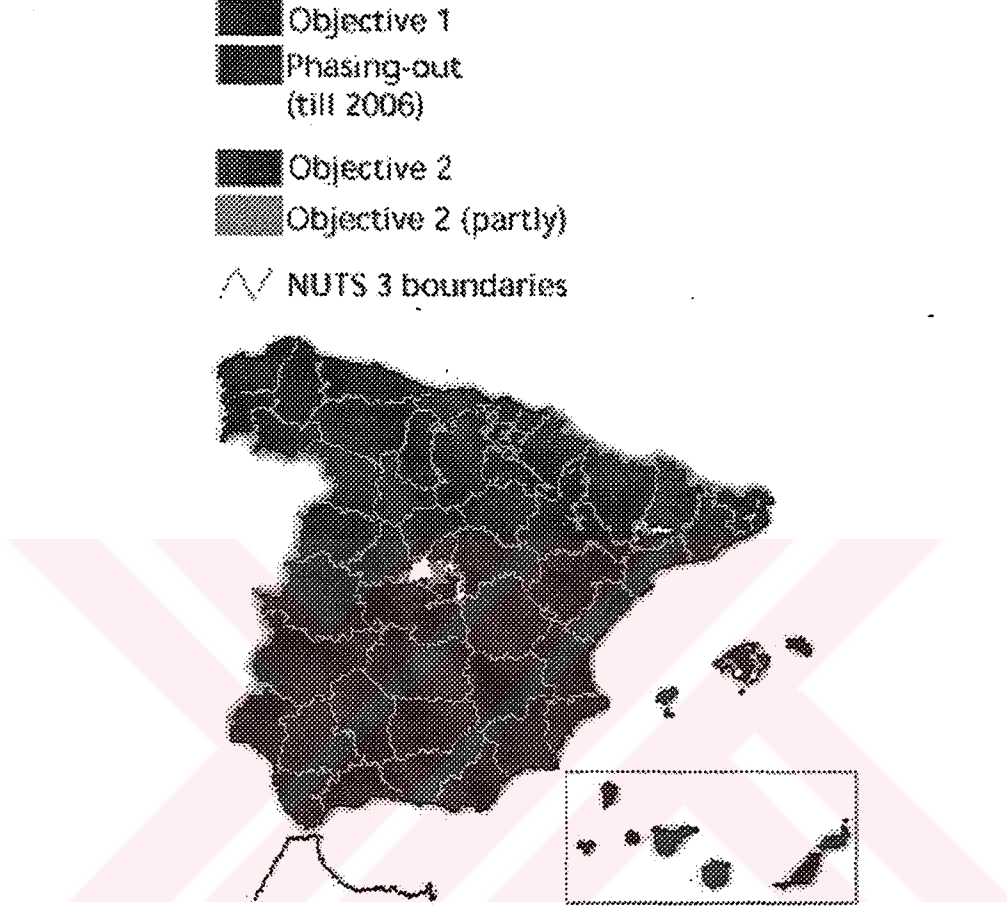 Objective 1
Phasing-out
(till 2006)
Objective 2
Objective 2 (partly)
NUTS 3 boundaries